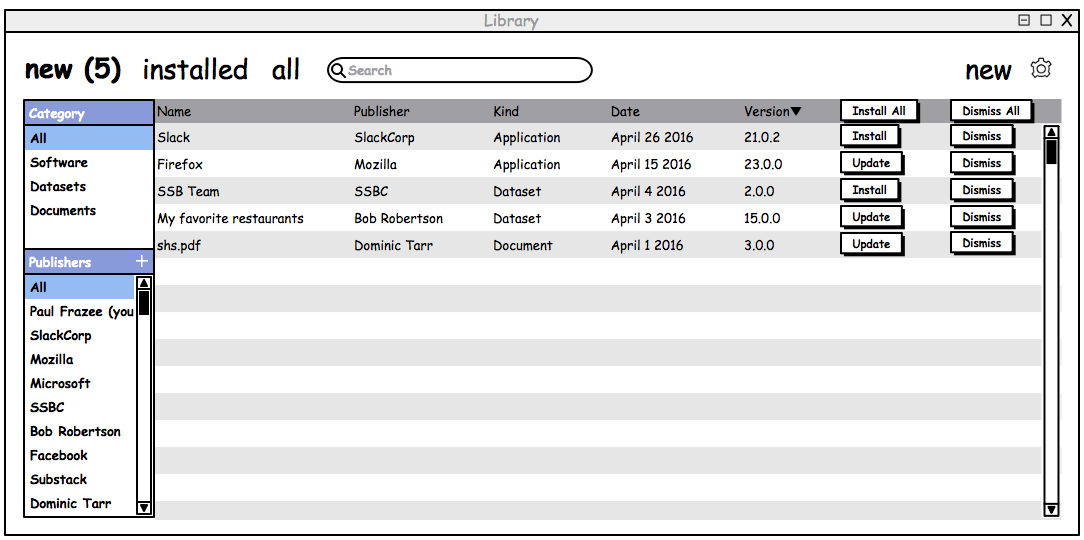 Library
new (5) installed all Search new
Category
All
Software
Datasets
Documents
Publishers +
All
Paul Frazee (you
SlackCorp
Mozilla
Microsoft
SSBC
Bob Robertson
Facebook
Substack
Dominic Tarr
Name Publisher Kind Date Version▼ Install All Dismiss All
Slack SlackCorp Application April 26 2016 21.0.2 Install Dismiss
Firefox Mozilla Application April 15 2016 23.0.0 Update Dismiss
SSB Team SSBC Dataset April 4 2016 2.0.0 Install Dismiss
My favorite restaurants Bob Robertson Dataset April 3 2016 15.0.0 Update Dismiss
shs.pdf Dominic Tarr Document April 1 2016 3.0.0 Update Dismiss